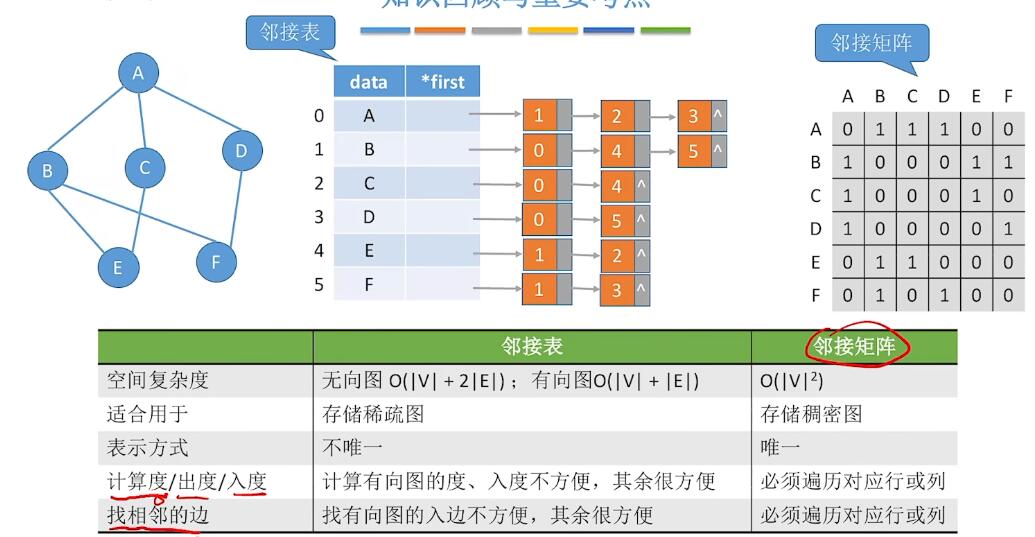 知识回顾与重要考点
邻接表
邻接矩阵
A
B
C
D
E
F
data *first
0 A 1 2 3 ^
1 B 0 4 5 ^
2 C 0 4 ^
3 D 0 5 ^
4 E 1 2 ^
5 F 1 3 ^
A B C D E F
A 0 1 1 1 0 0
B 1 0 0 0 1 1
C 1 0 0 0 1 0
D 1 0 0 0 0 1
E 0 1 1 0 0 0
F 0 1 0 1 0 0
邻接表 邻接矩阵
空间复杂度 无向图 O(|V| + 2|E|)；有向图O(|V| + |E|) O(|V|²)
适合用于 存储稀疏图 存储稠密图
表示方式 不唯一 唯一
计算度/出度/入度 计算有向图的度、入度不方便，其余很方便 必须遍历对应行或列
找相邻的边 找有向图的入边不方便，其余很方便 必须遍历对应行或列